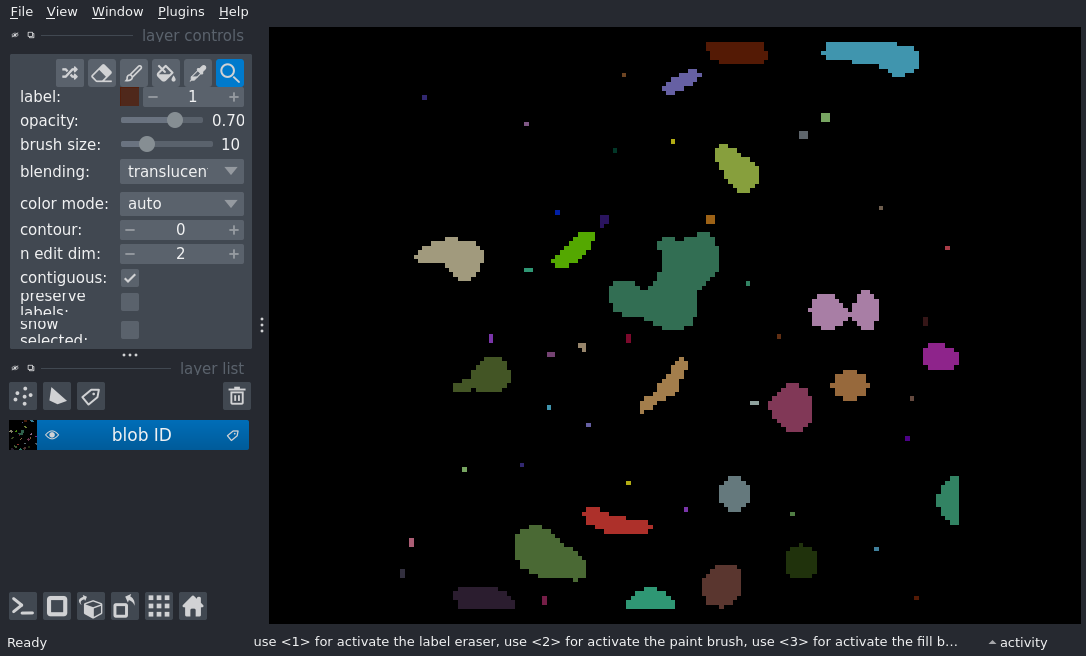 File View Window Plugins Help
layer controls
label: 1
opacity: 0.70
brush size: 10
blending: translucen
color mode: auto
contour: 0
n edit dim: 2
contiguous:
preserve
labels:
show
selected:
layer list
blob ID
Ready use <1> for activate the label eraser, use <2> for activate the paint brush, use <3> for activate the fill b... activity